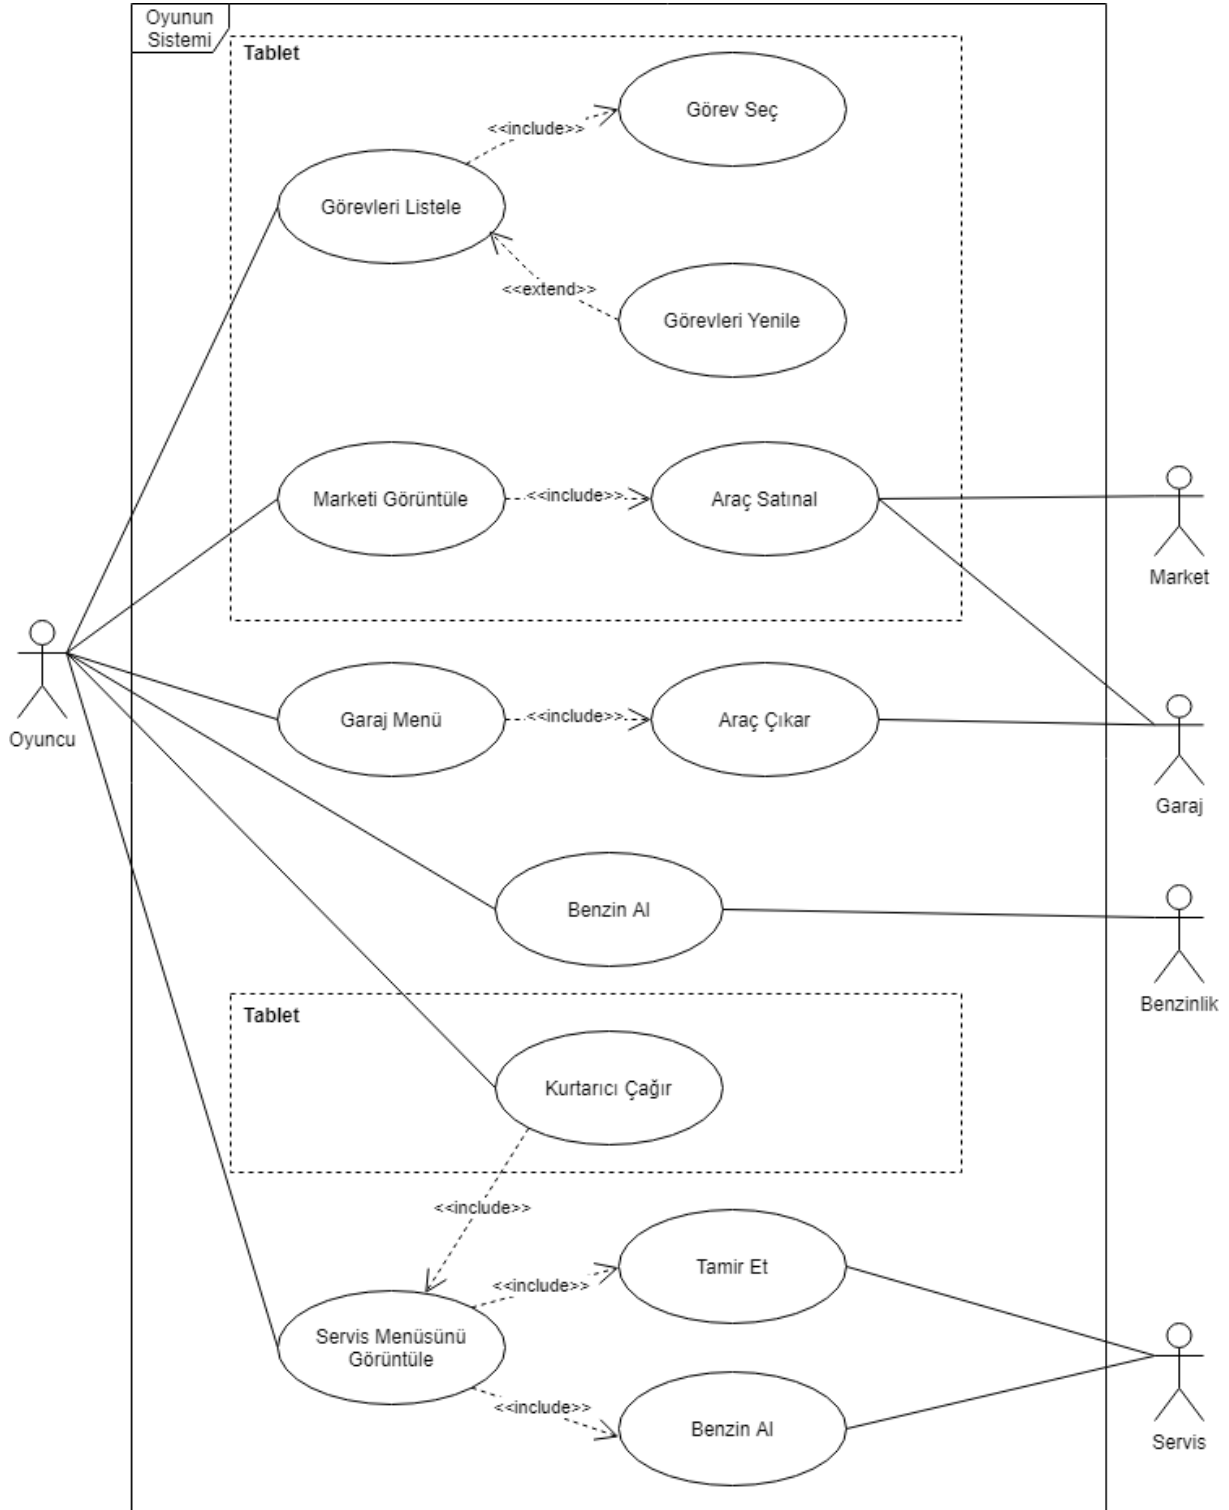 Oyunun
Sistemi
Tablet
Görev Seç
<<include>>
Görevleri Listele
<<extend>>
Görevleri Yenile
Marketi Görüntüle
<<include>>
Araç Satınal
Market
Oyuncu
Garaj Menü
<<include>>
Araç Çıkar
Garaj
Benzin Al
Benzinlik
Tablet
Kurtarıcı Çağır
<<include>>
Tamir Et
<<include>>
Servis Menüsünü
Görüntüle
<<include>>
Benzin Al
Servis